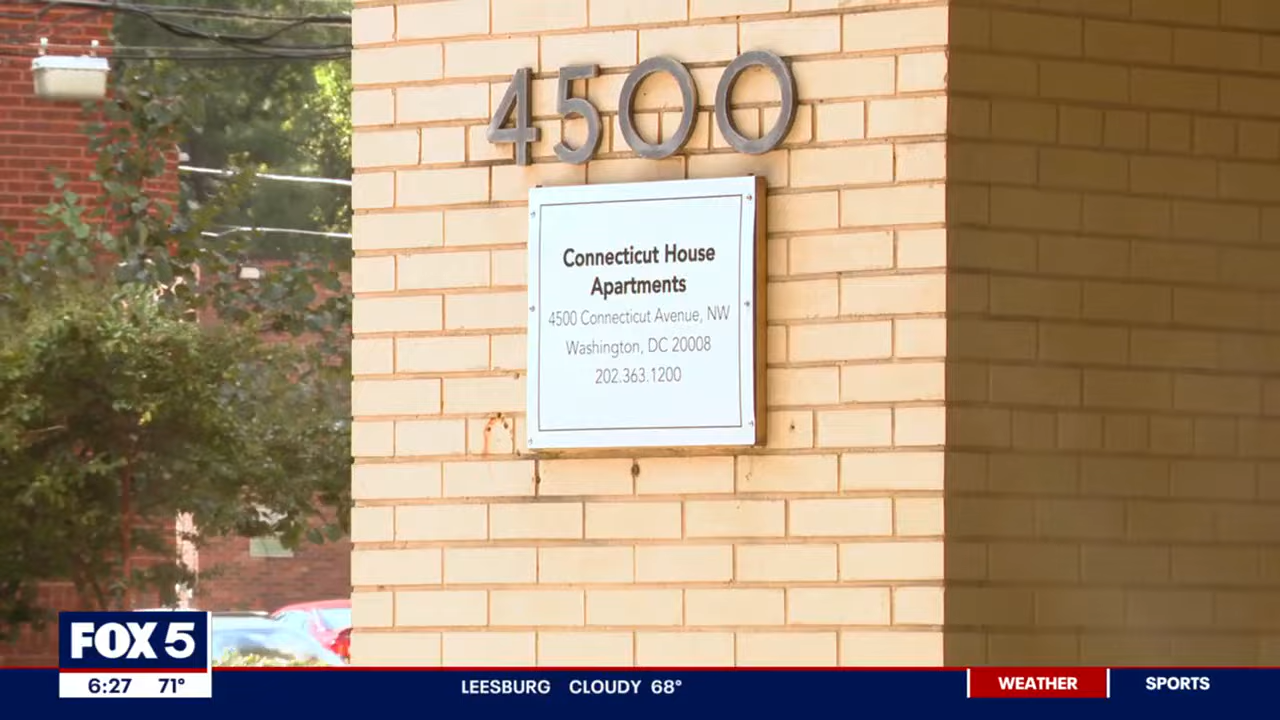 4500
Connecticut House
Apartments
4500 Connecticut Avenue, NW
Washington, DC 20008
202.363.1200
FOX 5
6:27 71°
LEESBURG CLOUDY 68°
WEATHER
SPORTS